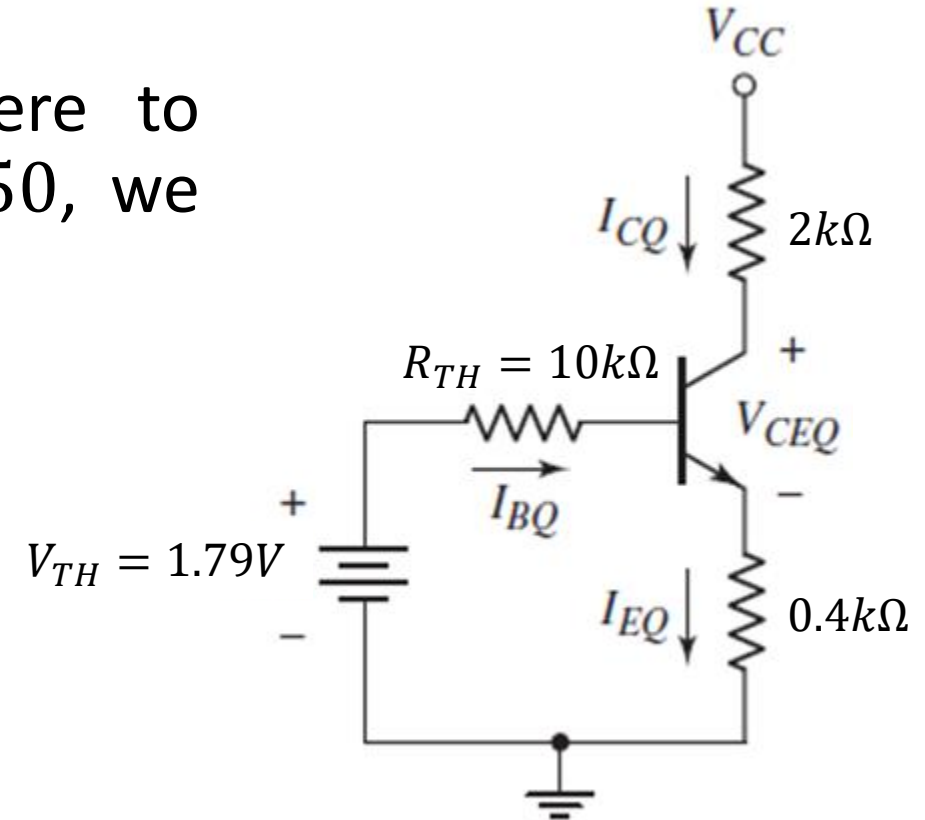 ere to
50, we
V_CC
I_CQ
2kΩ
R_TH = 10kΩ
+
V_CEQ
I_BQ
−
+
V_TH = 1.79V
−
I_EQ
0.4kΩ